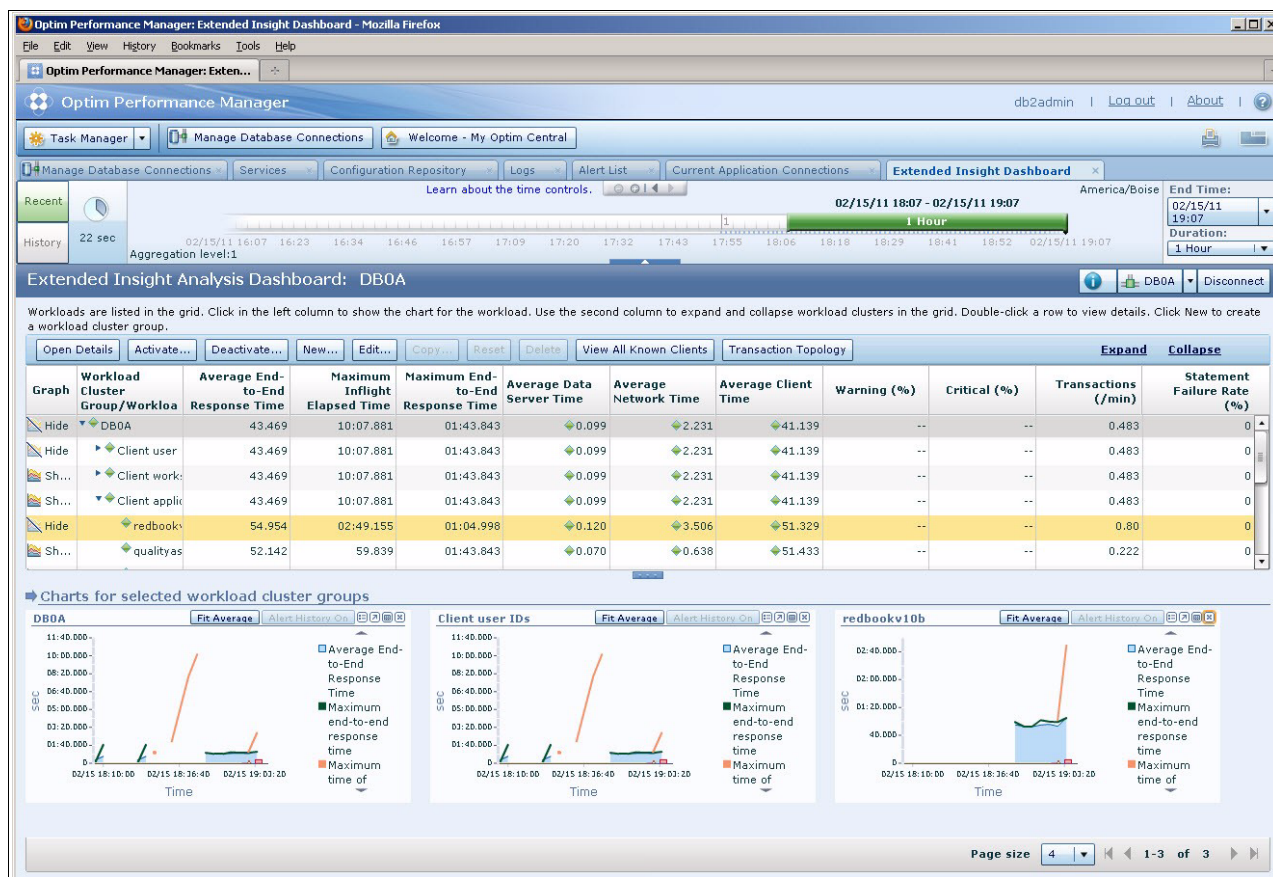 Optim Performance Manager: Extended Insight Dashboard - Mozilla Firefox
File Edit View History Bookmarks Tools Help
Optim Performance Manager: Exten...
Optim Performance Manager db2admin | Log out | About | ?
Task Manager Manage Database Connections Welcome - My Optim Central
Manage Database Connections Services Configuration Repository Logs Alert List Current Application Connections Extended Insight Dashboard
Recent Learn about the time controls. America/Boise End Time:
02/15/11 18:07 - 02/15/11 19:07 02/15/11
19:07
1 1 Hour
History 22 sec Duration:
02/15/11 16:07 16:23 16:34 16:46 16:57 17:09 17:20 17:32 17:43 17:55 18:06 18:18 18:29 18:41 18:52 02/15/11 19:07 1 Hour
Aggregation level:1
Extended Insight Analysis Dashboard: DB0A DB0A Disconnect
Workloads are listed in the grid. Click in the left column to show the chart for the workload. Use the second column to expand and collapse workload clusters in the grid. Double-click a row to view details. Click New to create
a workload cluster group.
Open Details Activate... Deactivate... New... Edit... Copy... Reset Delete View All Known Clients Transaction Topology Expand Collapse
Graph Workload Cluster Group/Workloa Average End-to-End Response Time Maximum Inflight Elapsed Time Maximum End-to-End Response Time Average Data Server Time Average Network Time Average Client Time Warning (%) Critical (%) Transactions (/min) Statement Failure Rate (%)
Hide DB0A 43.469 10:07.881 01:43.843 0.099 2.231 41.139 -- -- 0.483 0
Hide Client user 43.469 10:07.881 01:43.843 0.099 2.231 41.139 -- -- 0.483 0
Sh... Client works 43.469 10:07.881 01:43.843 0.099 2.231 41.139 -- -- 0.483 0
Sh... Client applic 43.469 10:07.881 01:43.843 0.099 2.231 41.139 -- -- 0.483 0
Hide redbookv 54.954 02:49.155 01:04.998 0.120 3.506 51.329 -- -- 0.80 0
Sh... qualityas 52.142 59.839 01:43.843 0.070 0.638 51.433 -- -- 0.222 0
Charts for selected workload cluster groups
DB0A Fit Average Alert History On
11:40.000
10:00.000
08:20.000
06:40.000
05:00.000
03:20.000
01:40.000
0
sec
02/15 18:10:00 02/15 18:36:40 02/15 19:03:20
Time
Average End-
to-End
Response
Time
Maximum
end-to-end
response
time
Maximum
time of
Client user IDs Fit Average Alert History On
11:40.000
10:00.000
08:20.000
06:40.000
05:00.000
03:20.000
01:40.000
0
sec
02/15 18:10:00 02/15 18:36:40 02/15 19:03:20
Time
Average End-
to-End
Response
Time
Maximum
end-to-end
response
time
Maximum
time of
redbookv10b Fit Average Alert History On
02:40.000
02:00.000
01:20.000
40.000
0
sec
02/15 18:10:00 02/15 18:36:40 02/15 19:03:20
Time
Average End-
to-End
Response
Time
Maximum
end-to-end
response
time
Maximum
time of
Page size 4 1-3 of 3